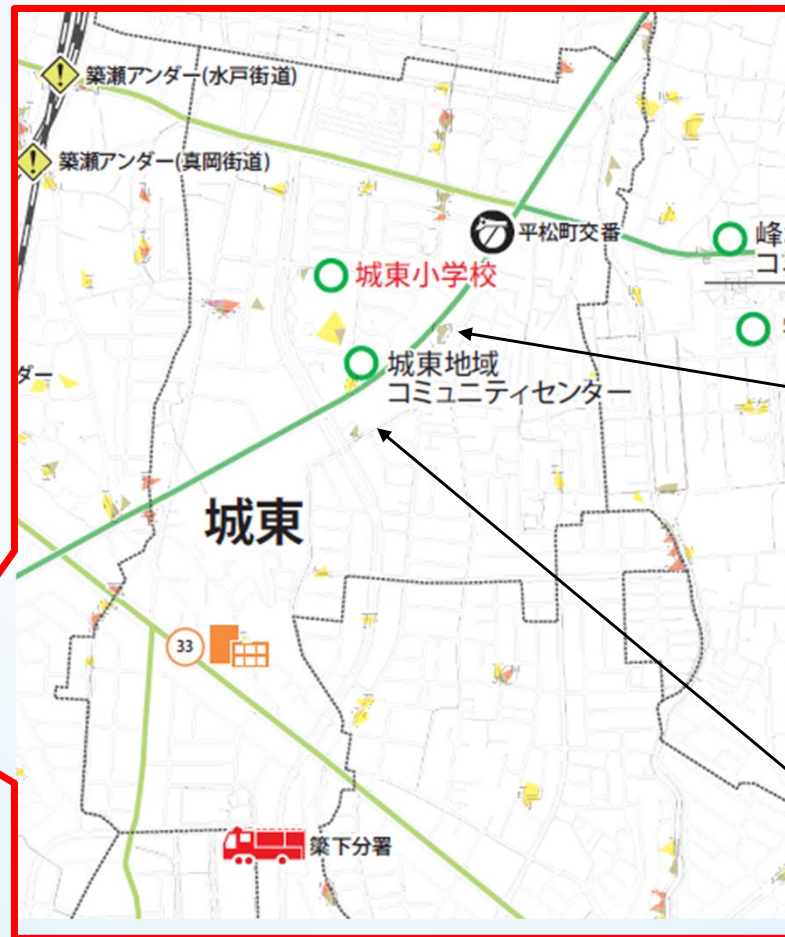 築瀬アンダー(水戸街道)
築瀬アンダー(真岡街道)
平松町交番
峰
コ
城東小学校
ダー
城東地域
コミュニティセンター
城東
33
簗下分署